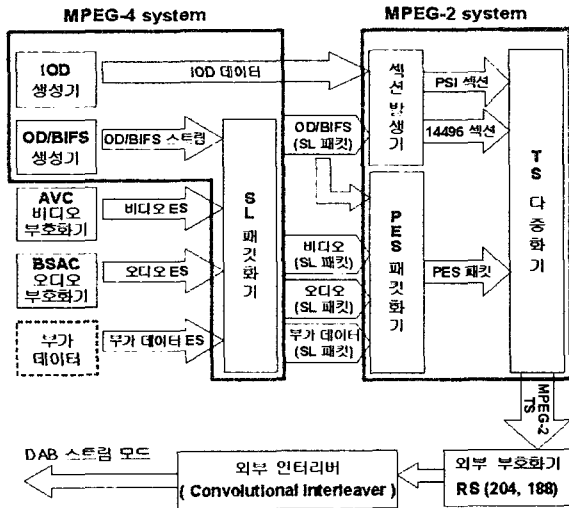 MPEG-4 system
MPEG-2 system
IOD
생성기
IOD 데이터
섹션 발생기
PSI 섹션
14496 섹션
OD/BIFS
생성기
OD/BIFS 스트림
OD/BIFS
(SL 패킷)
SL 패킷화기
TS 다중화기
AVC
비디오
부호화기
비디오 ES
PES 패킷화기
비디오
(SL 패킷)
PES 패킷
BSAC
오디오
부호화기
오디오 ES
오디오
(SL 패킷)
부가
데이터
부가 데이터 ES
부가 데이터
(SL 패킷)
MPEG-2
TS
DAB 스트림 모드
외부 인터리버
( Convolutional Interleaver )
외부 부호화기
RS (204, 188)